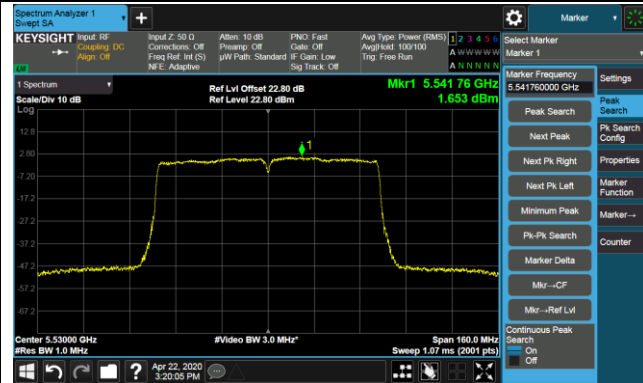 Spectrum Analyzer 1
Swept SA
+
Marker
KEYSIGHT
Input: RF
Coupling: DC
Align: Off
Input Z: 50 Ω
Corrections: Off
Freq Ref: Int (S)
NFE: Adaptive
Atten: 10 dB
Preamp: Off
µW Path: Standard
PNO: Fast
Gate: Off
IF Gain: Low
Sig Track: Off
Avg Type: Power (RMS)
Avg|Hold: 100/100
Trig: Free Run
1 2 3 4 5 6
A W W W W W
A N N N N N
Select Marker
Marker 1
1 Spectrum
Scale/Div 10 dB
Log
Ref Lvl Offset 22.80 dB
Ref Level 22.80 dBm
Mkr1 5.541 76 GHz
1.653 dBm
12.8
2.80
-7.20
-17.2
-27.2
-37.2
-47.2
-57.2
-67.2
1
Center 5.53000 GHz
#Res BW 1.0 MHz
#Video BW 3.0 MHz*
Span 160.0 MHz
Sweep 1.07 ms (2001 pts)
Marker Frequency
5.541760000 GHz
Peak Search
Next Peak
Next Pk Right
Next Pk Left
Minimum Peak
Pk-Pk Search
Marker Delta
Mkr→CF
Mkr→Ref Lvl
Continuous Peak
Search
On
Off
Settings
Peak
Search
Pk Search
Config
Properties
Marker
Function
Marker→
Counter
?
Apr 22, 2020
3:20:05 PM